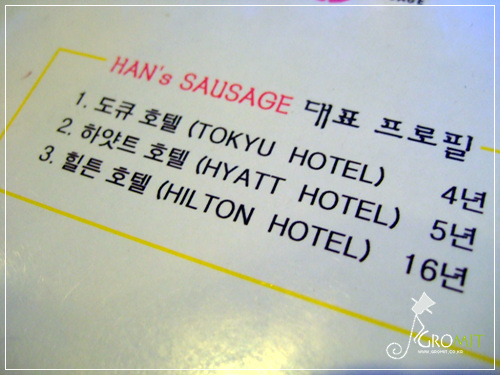 HAN's SAUSAGE 대표 프로필
1. 도큐 호텔 (TOKYU HOTEL) 4년
2. 하얏트 호텔 (HYATT HOTEL) 5년
3. 힐튼 호텔 (HILTON HOTEL) 16년